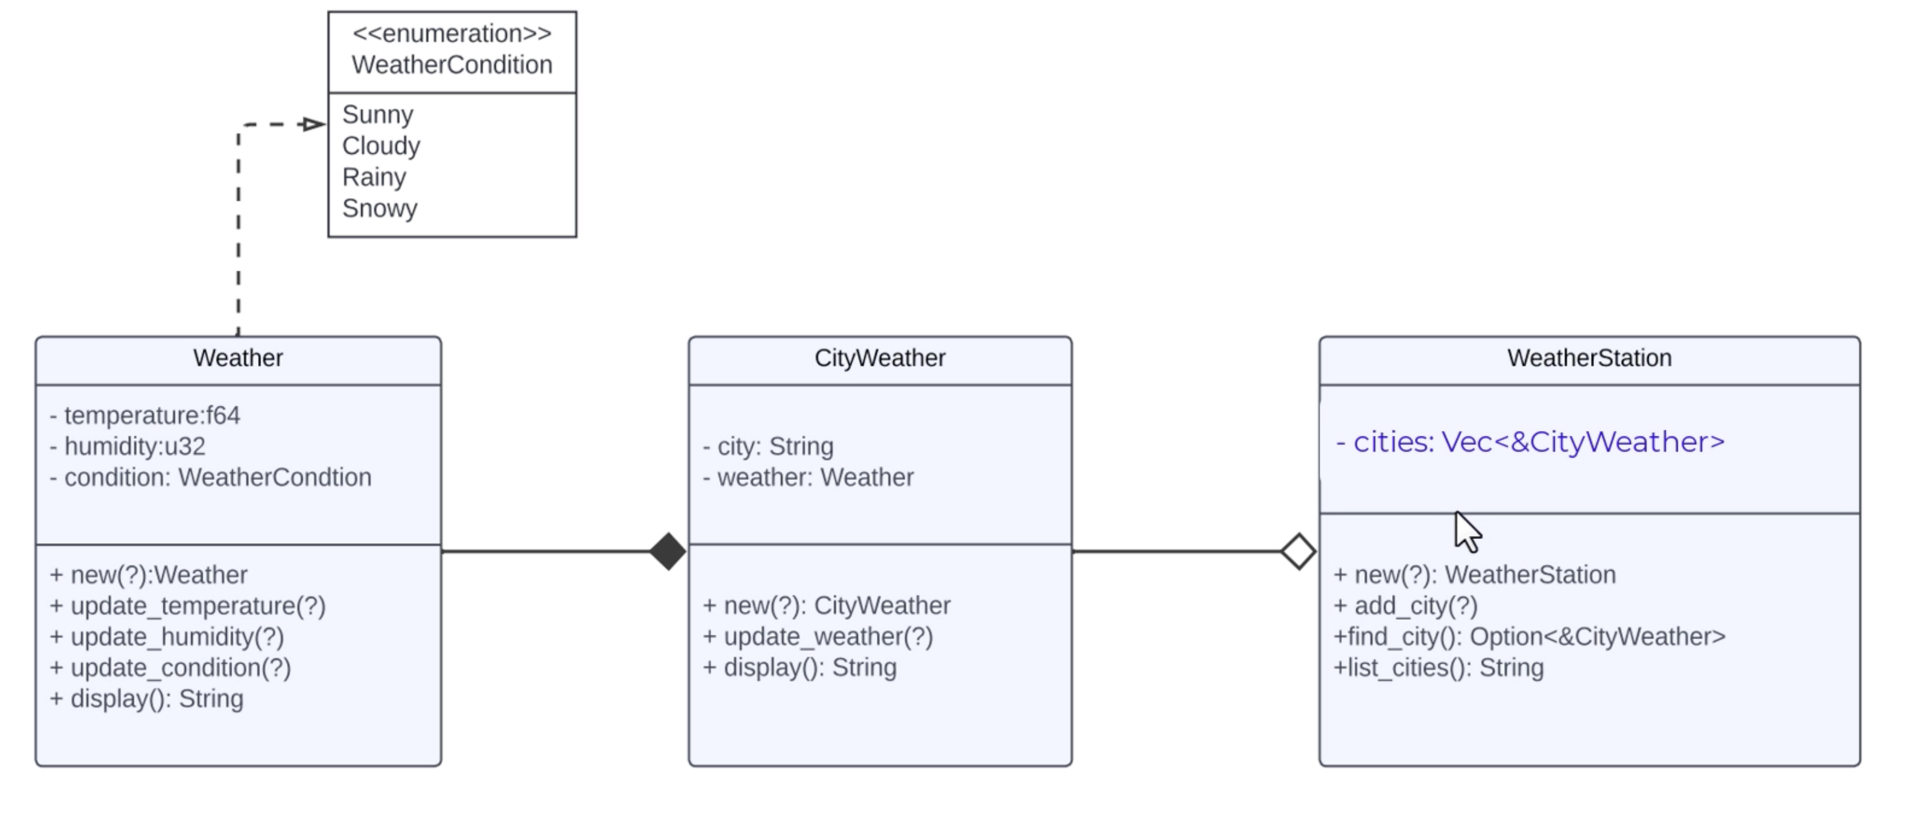 <<enumeration>>
WeatherCondition
Sunny
Cloudy
Rainy
Snowy
Weather
- temperature:f64
- humidity:u32
- condition: WeatherCondtion
+ new(?):Weather
+ update_temperature(?)
+ update_humidity(?)
+ update_condition(?)
+ display(): String
CityWeather
- city: String
- weather: Weather
+ new(?): CityWeather
+ update_weather(?)
+ display(): String
WeatherStation
- cities: Vec<&CityWeather>
+ new(?): WeatherStation
+ add_city(?)
+find_city(): Option<&CityWeather>
+list_cities(): String